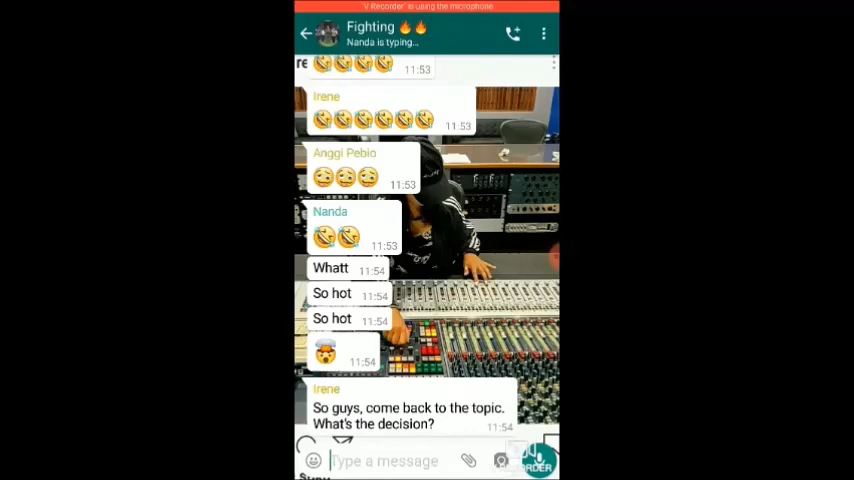 "V Recorder" is using the microphone
Fighting 🔥🔥
Nanda is typing...
re
🤣🤣🤣🤣
11:53
Irene
🤣🤣🤣🤣🤣🤣
11:53
Anggi Pebio
🥴🥴🥴
11:53
Nanda
🤣🤣
11:53
Whatt
11:54
So hot
11:54
So hot
11:54
🤯
11:54
Irene
So guys, come back to the topic.
What's the decision?
11:54
Type a message